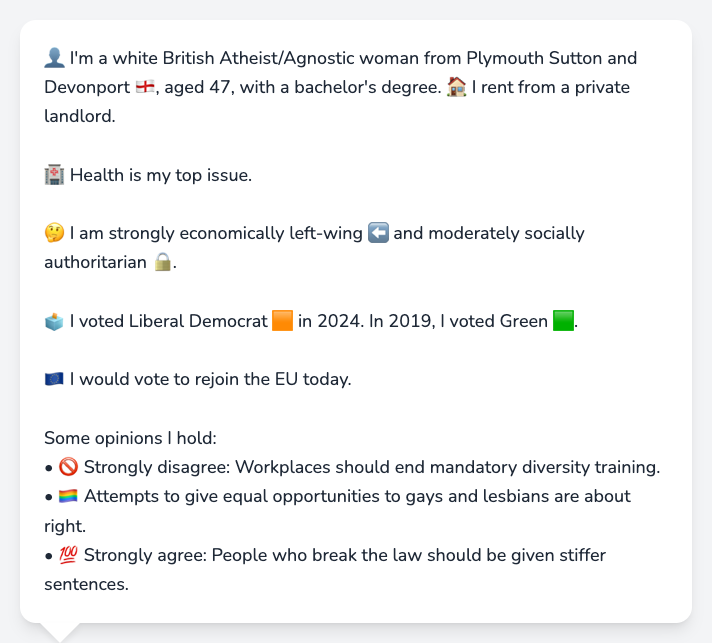 👤 I'm a white British Atheist/Agnostic woman from Plymouth Sutton and
Devonport 🏴󠁧󠁢󠁥󠁮󠁧󠁿, aged 47, with a bachelor's degree. 🏠 I rent from a private
landlord.
🏥 Health is my top issue.
🤔 I am strongly economically left-wing ⬅️ and moderately socially
authoritarian 🔒.
🗳️ I voted Liberal Democrat 🟧 in 2024. In 2019, I voted Green 🟩.
🇪🇺 I would vote to rejoin the EU today.
Some opinions I hold:
• 🚫 Strongly disagree: Workplaces should end mandatory diversity training.
• 🏳️‍🌈 Attempts to give equal opportunities to gays and lesbians are about
right.
• 💯 Strongly agree: People who break the law should be given stiffer
sentences.